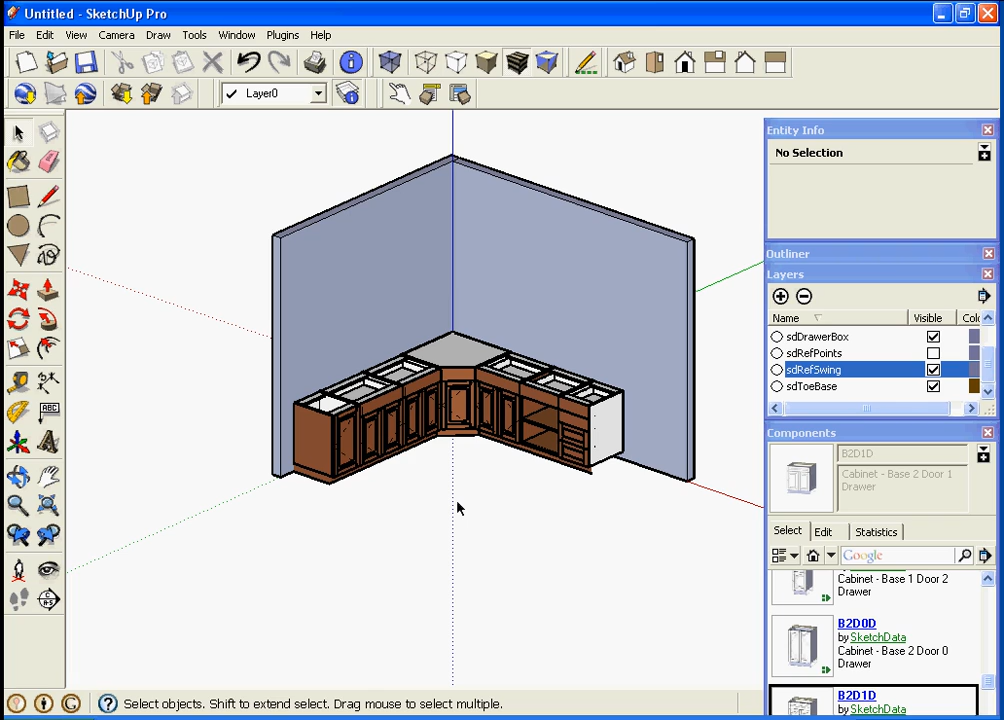 Untitled - SketchUp Pro
File Edit View Camera Draw Tools Window Plugins Help
Layer0
Entity Info
No Selection
Outliner
Layers
Name Visible Colo
sdDrawerBox
sdRefPoints
sdRefSwing
sdToeBase
ABC
Components
B2D1D
Cabinet - Base 2 Door 1
Drawer
Select Edit Statistics
Google
Cabinet - Base 1 Door 2
Drawer
B2D0D
by SketchData
Cabinet - Base 2 Door 0
Drawer
B2D1D
by SketchData
Select objects. Shift to extend select. Drag mouse to select multiple.